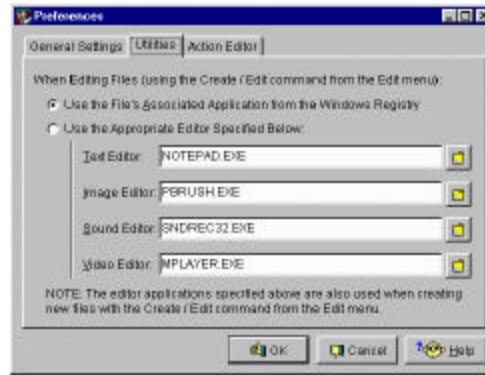 Preferences
General Settings Utilities Action Editor
When Editing Files (using the Create / Edit command from the Edit menu):
Use the File's Associated Application from the Windows Registry
Use the Appropriate Editor Specified Below:
Text Editor: NOTEPAD.EXE
Image Editor: PBRUSH.EXE
Sound Editor: SNDREC32.EXE
Video Editor: MPLAYER.EXE
NOTE: The editor applications specified above are also used when creating
new files with the Create / Edit command from the Edit menu.
OK Cancel Help